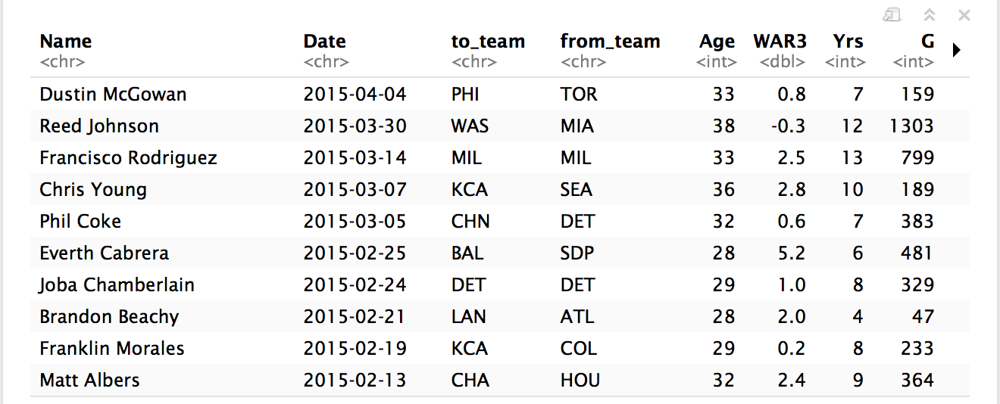 Name Date to_team from_team Age WAR3 Yrs G
<chr> <chr> <chr> <chr> <int> <dbl> <int> <int>
Dustin McGowan 2015-04-04 PHI TOR 33 0.8 7 159
Reed Johnson 2015-03-30 WAS MIA 38 -0.3 12 1303
Francisco Rodriguez 2015-03-14 MIL MIL 33 2.5 13 799
Chris Young 2015-03-07 KCA SEA 36 2.8 10 189
Phil Coke 2015-03-05 CHN DET 32 0.6 7 383
Everth Cabrera 2015-02-25 BAL SDP 28 5.2 6 481
Joba Chamberlain 2015-02-24 DET DET 29 1.0 8 329
Brandon Beachy 2015-02-21 LAN ATL 28 2.0 4 47
Franklin Morales 2015-02-19 KCA COL 29 0.2 8 233
Matt Albers 2015-02-13 CHA HOU 32 2.4 9 364